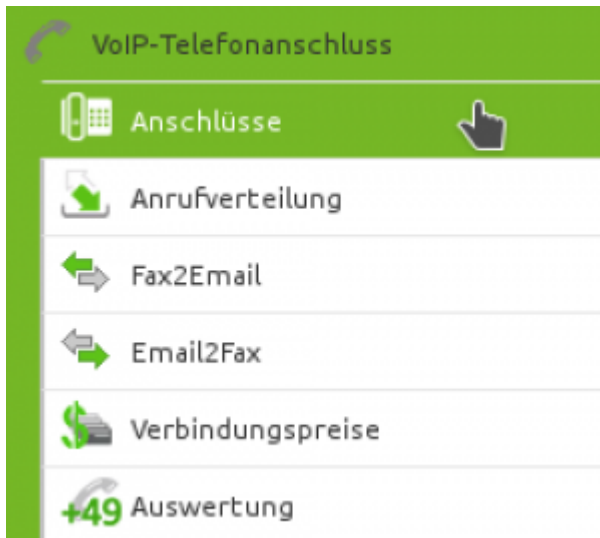 VoIP-Telefonanschluss
Anschlüsse
Anrufverteilung
Fax2Email
Email2Fax
Verbindungspreise
+49 Auswertung